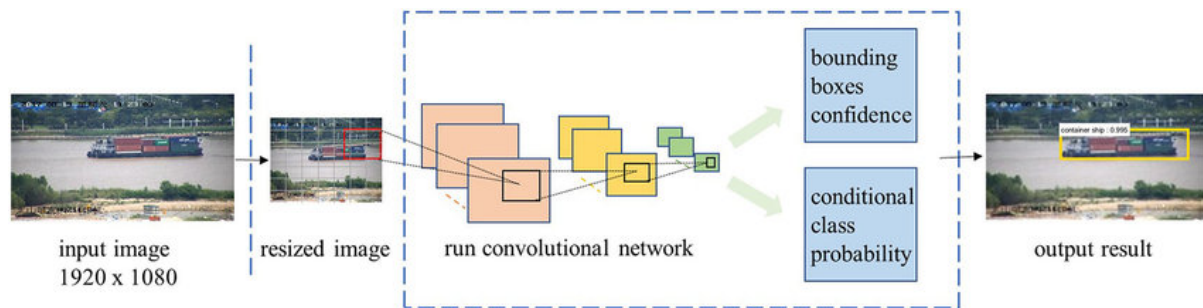 input image
1920 x 1080
resized image
run convolutional network
bounding
boxes
confidence
conditional
class
probability
container ship : 0.995
output result